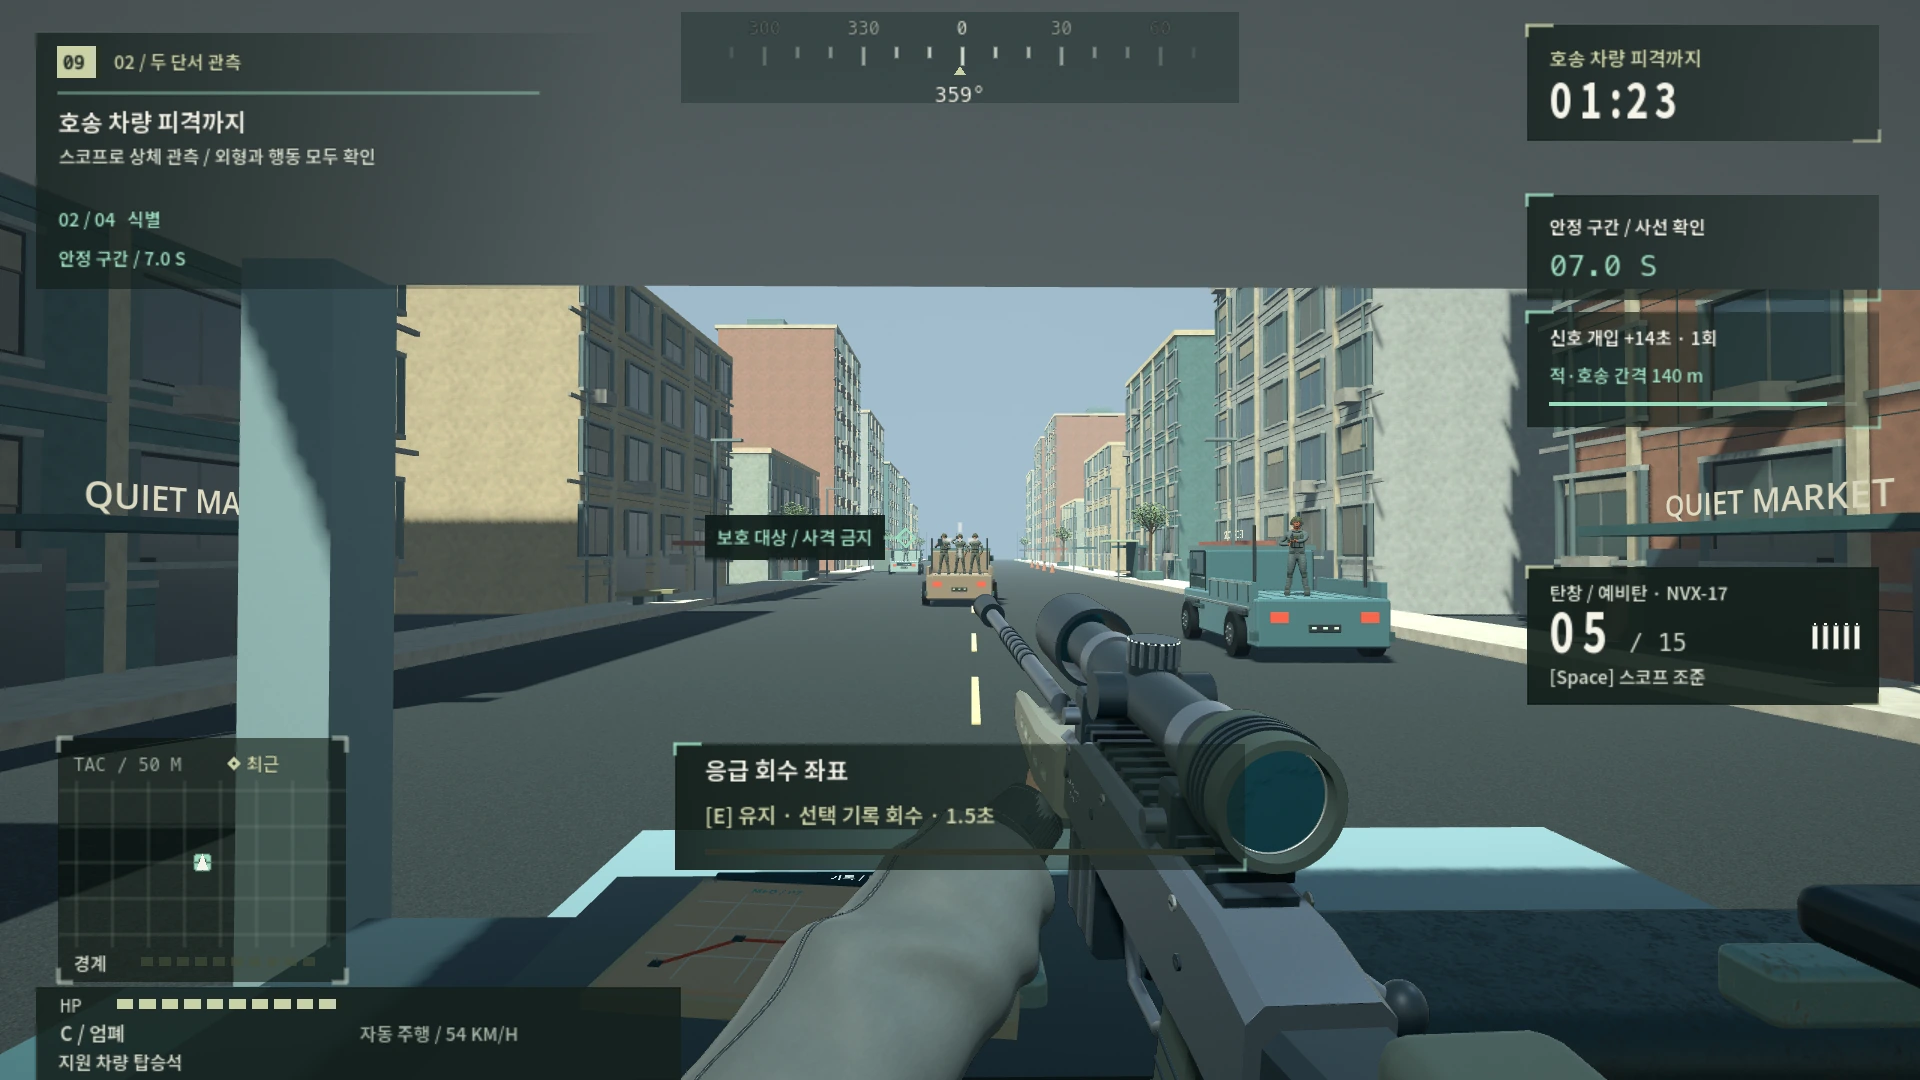 300 330 0 30 60
359°
09 02 / 두 단서 관측
호송 차량 피격까지
스코프로 상체 관측 / 외형과 행동 모두 확인
02 / 04 식별
안정 구간 / 7.0 S
호송 차량 피격까지
01:23
안정 구간 / 사선 확인
07.0 S
신호 개입 +14초 · 1회
적·호송 간격 140 m
QUIET MA
QUIET MARKET
보호 대상 / 사격 금지
탄창 / 예비탄 · NVX-17
05 / 15
[Space] 스코프 조준
응급 회수 좌표
[E] 유지 · 선택 기록 회수 · 1.5초
TAC / 50 M 최근
경계
HP
C / 엄폐 자동 주행 / 54 KM/H
지원 차량 탑승석